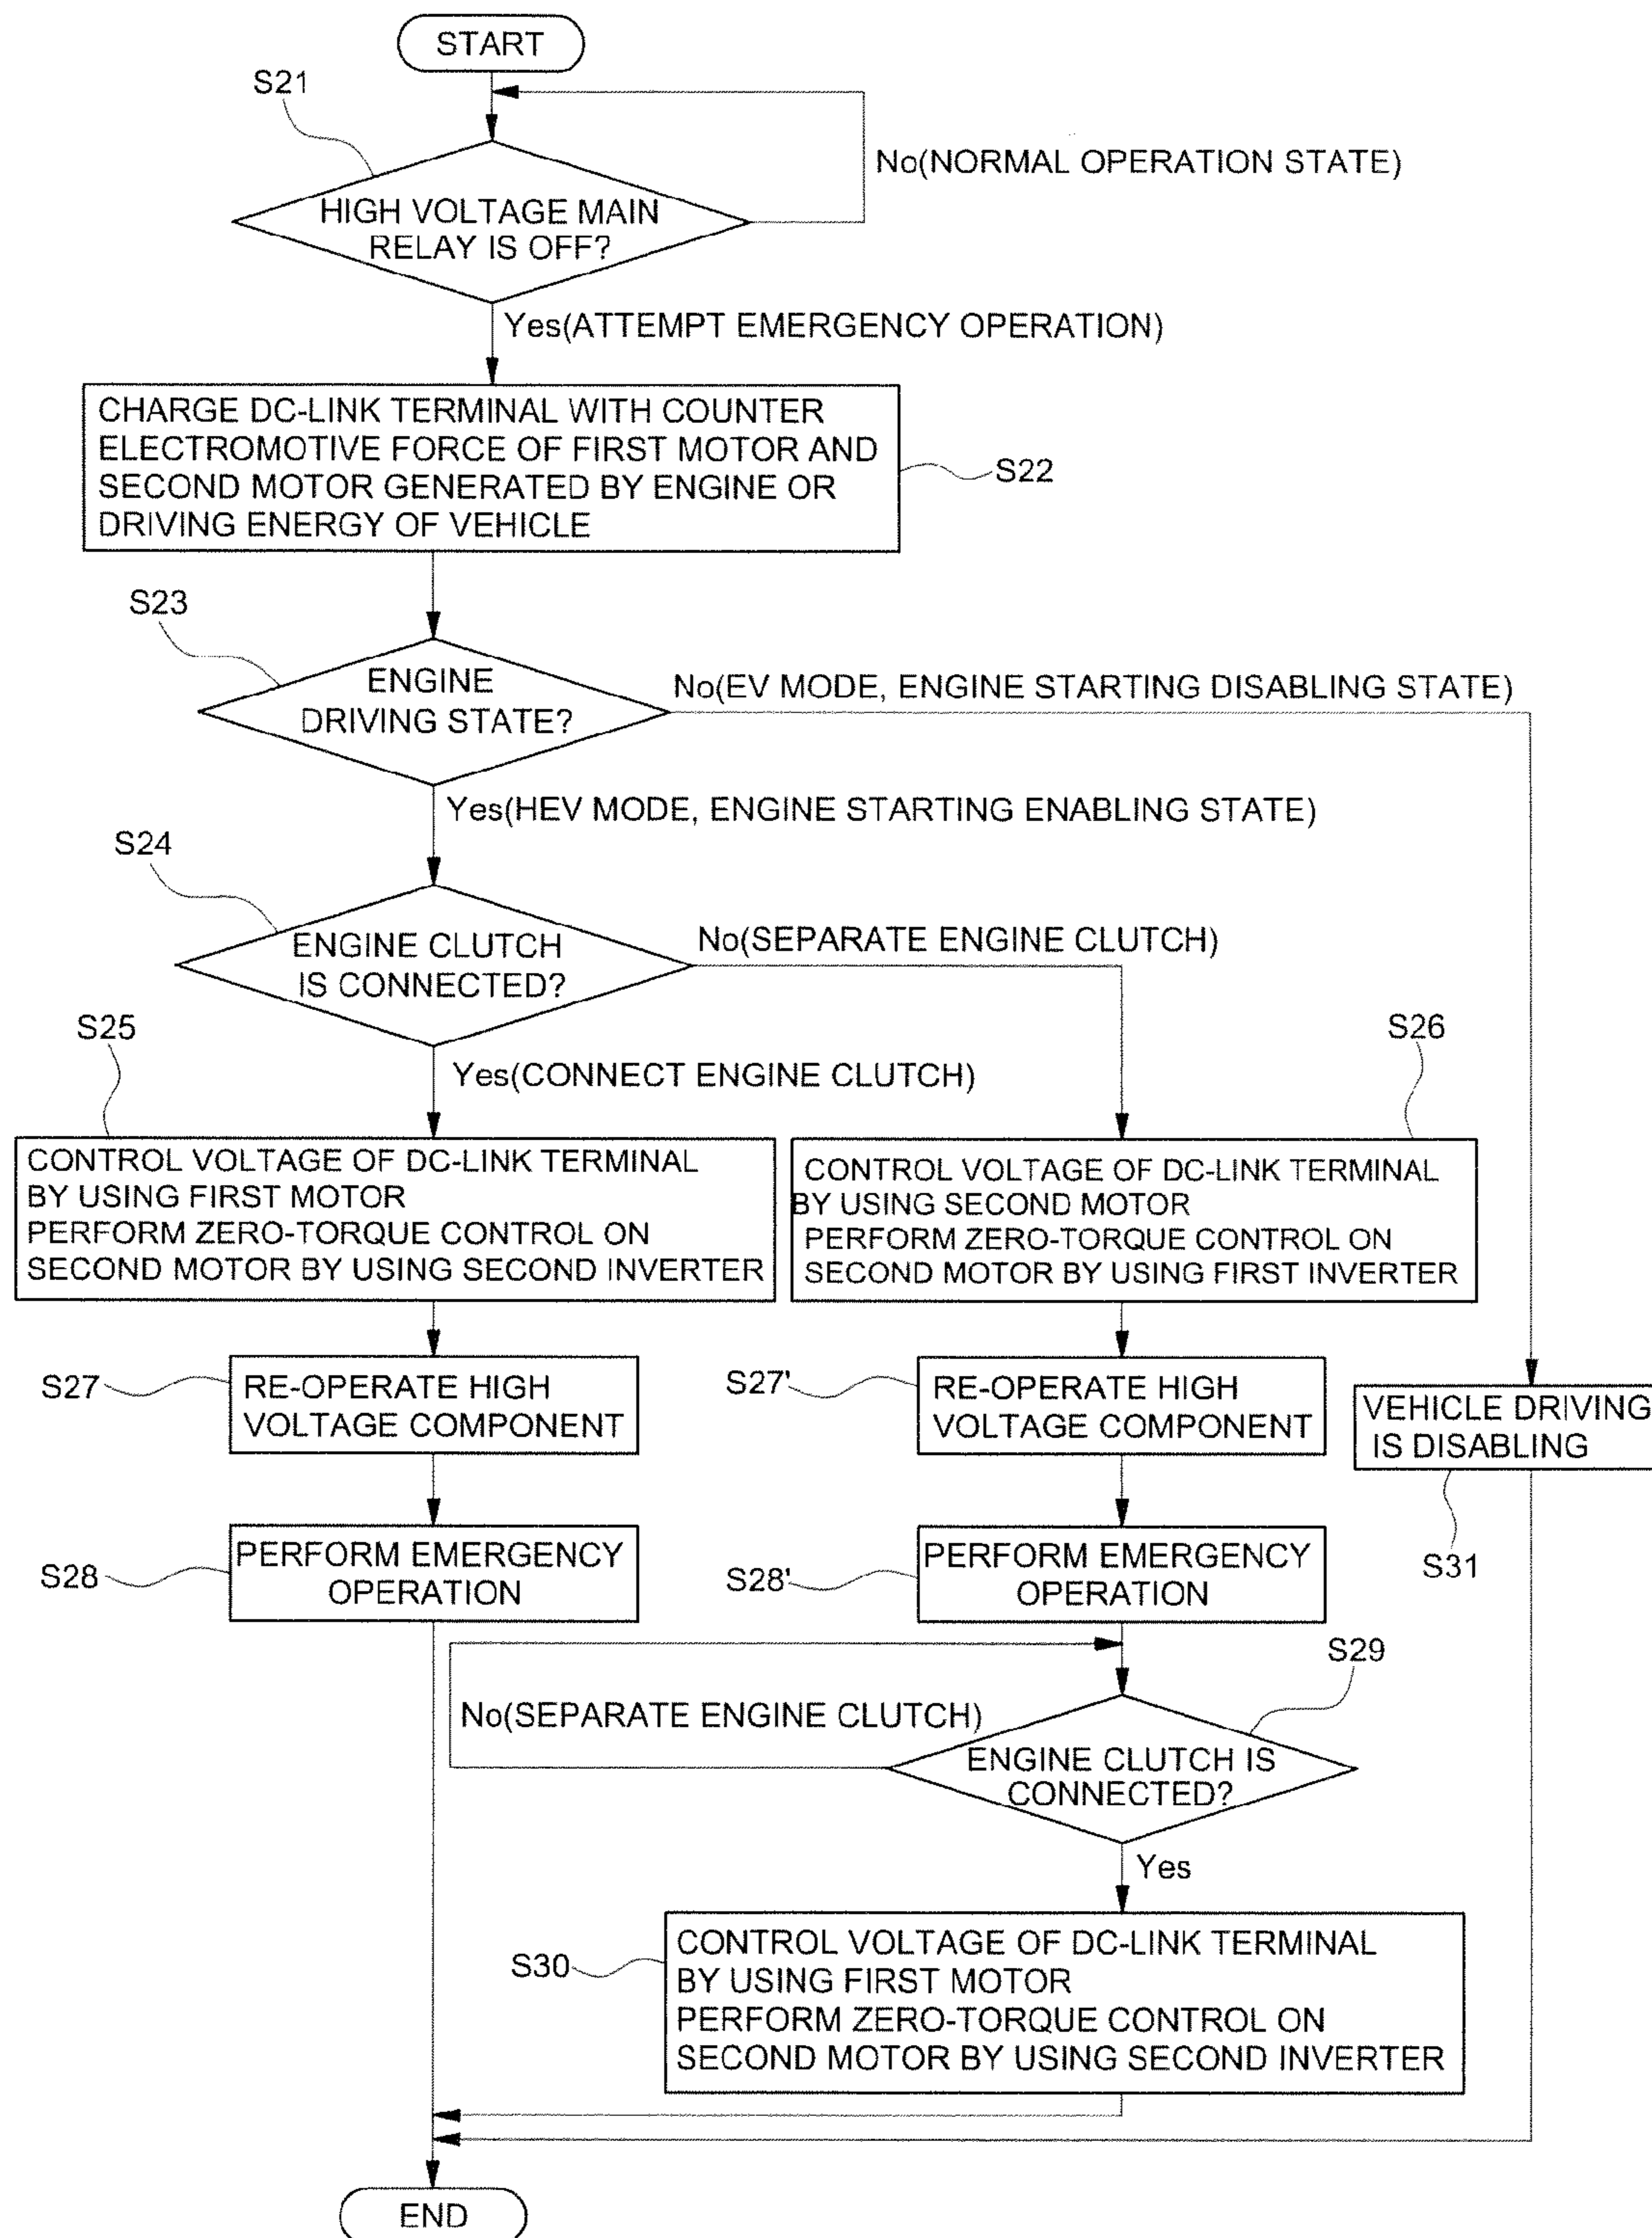 START
S21
No(NORMAL OPERATION STATE)
HIGH VOLTAGE MAIN
RELAY IS OFF?
Yes(ATTEMPT EMERGENCY OPERATION)
CHARGE DC-LINK TERMINAL WITH COUNTER
ELECTROMOTIVE FORCE OF FIRST MOTOR AND
SECOND MOTOR GENERATED BY ENGINE OR
DRIVING ENERGY OF VEHICLE
S22
S23
ENGINE
DRIVING STATE?
No(EV MODE, ENGINE STARTING DISABLING STATE)
Yes(HEV MODE, ENGINE STARTING ENABLING STATE)
S24
ENGINE CLUTCH
IS CONNECTED?
No(SEPARATE ENGINE CLUTCH)
S25
Yes(CONNECT ENGINE CLUTCH)
S26
CONTROL VOLTAGE OF DC-LINK TERMINAL
BY USING FIRST MOTOR
PERFORM ZERO-TORQUE CONTROL ON
SECOND MOTOR BY USING SECOND INVERTER
CONTROL VOLTAGE OF DC-LINK TERMINAL
BY USING SECOND MOTOR
PERFORM ZERO-TORQUE CONTROL ON
SECOND MOTOR BY USING FIRST INVERTER
S27
RE-OPERATE HIGH
VOLTAGE COMPONENT
S27'
RE-OPERATE HIGH
VOLTAGE COMPONENT
VEHICLE DRIVING
IS DISABLING
S31
S28
PERFORM EMERGENCY
OPERATION
S28'
PERFORM EMERGENCY
OPERATION
S29
No(SEPARATE ENGINE CLUTCH)
ENGINE CLUTCH IS
CONNECTED?
Yes
S30
CONTROL VOLTAGE OF DC-LINK TERMINAL
BY USING FIRST MOTOR
PERFORM ZERO-TORQUE CONTROL ON
SECOND MOTOR BY USING SECOND INVERTER
END